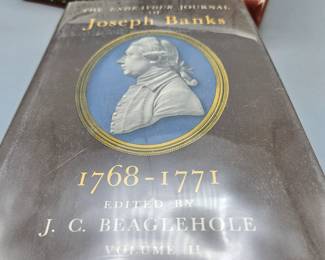 THE ENDEAVOUR JOURNAL
OF
Joseph Banks
1768-1771
EDITED BY
J. C. BEAGLEHOLE
VOLUME II